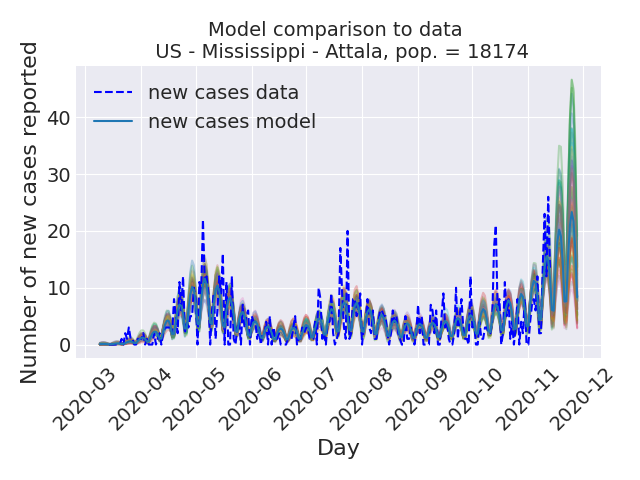 Model comparison to data
US - Mississippi - Attala, pop. = 18174
Number of new cases reported
new cases data
new cases model
40
30
20
10
0
2020-03
2020-04
2020-05
2020-06
2020-07
2020-08
2020-09
2020-10
2020-11
2020-12
Day